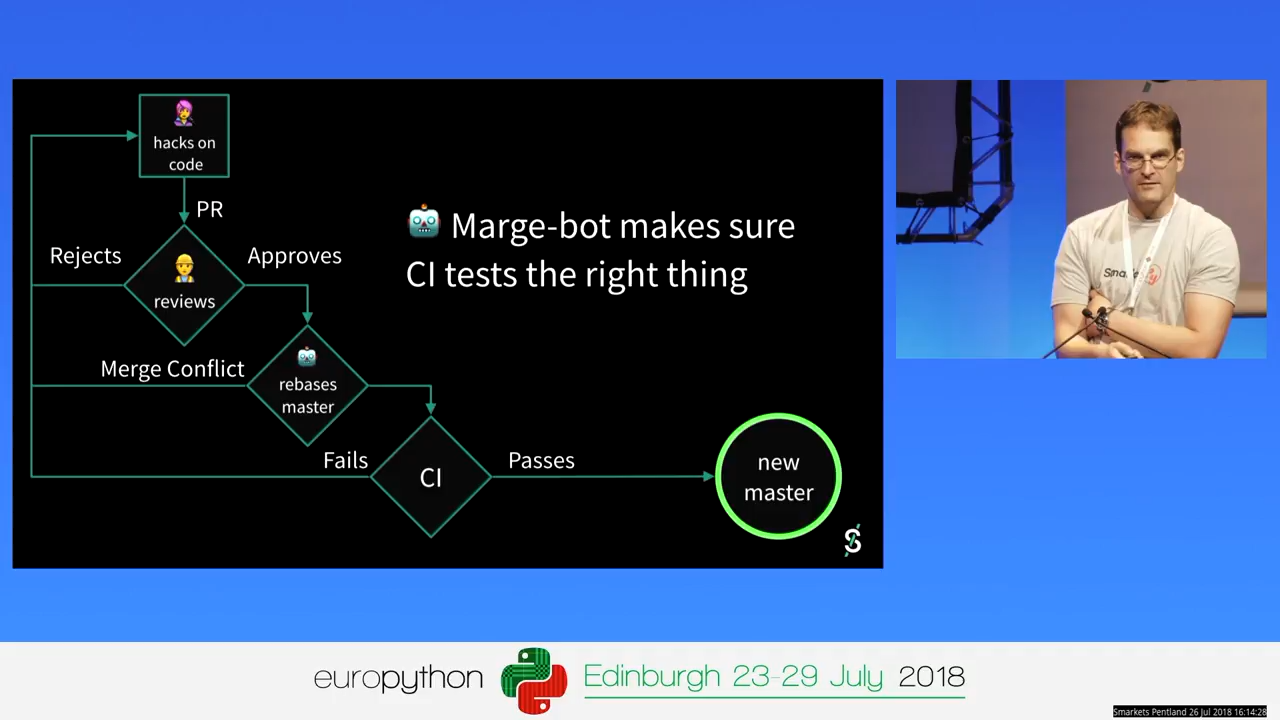 hacks on
code
PR
Rejects
Approves
reviews
Marge-bot makes sure
CI tests the right thing
Merge Conflict
rebases
master
Fails
CI
Passes
new
master
S
europython
Edinburgh 23-29 July 2018
Smarkets Pentland 26 Jul 2018 16:14:28